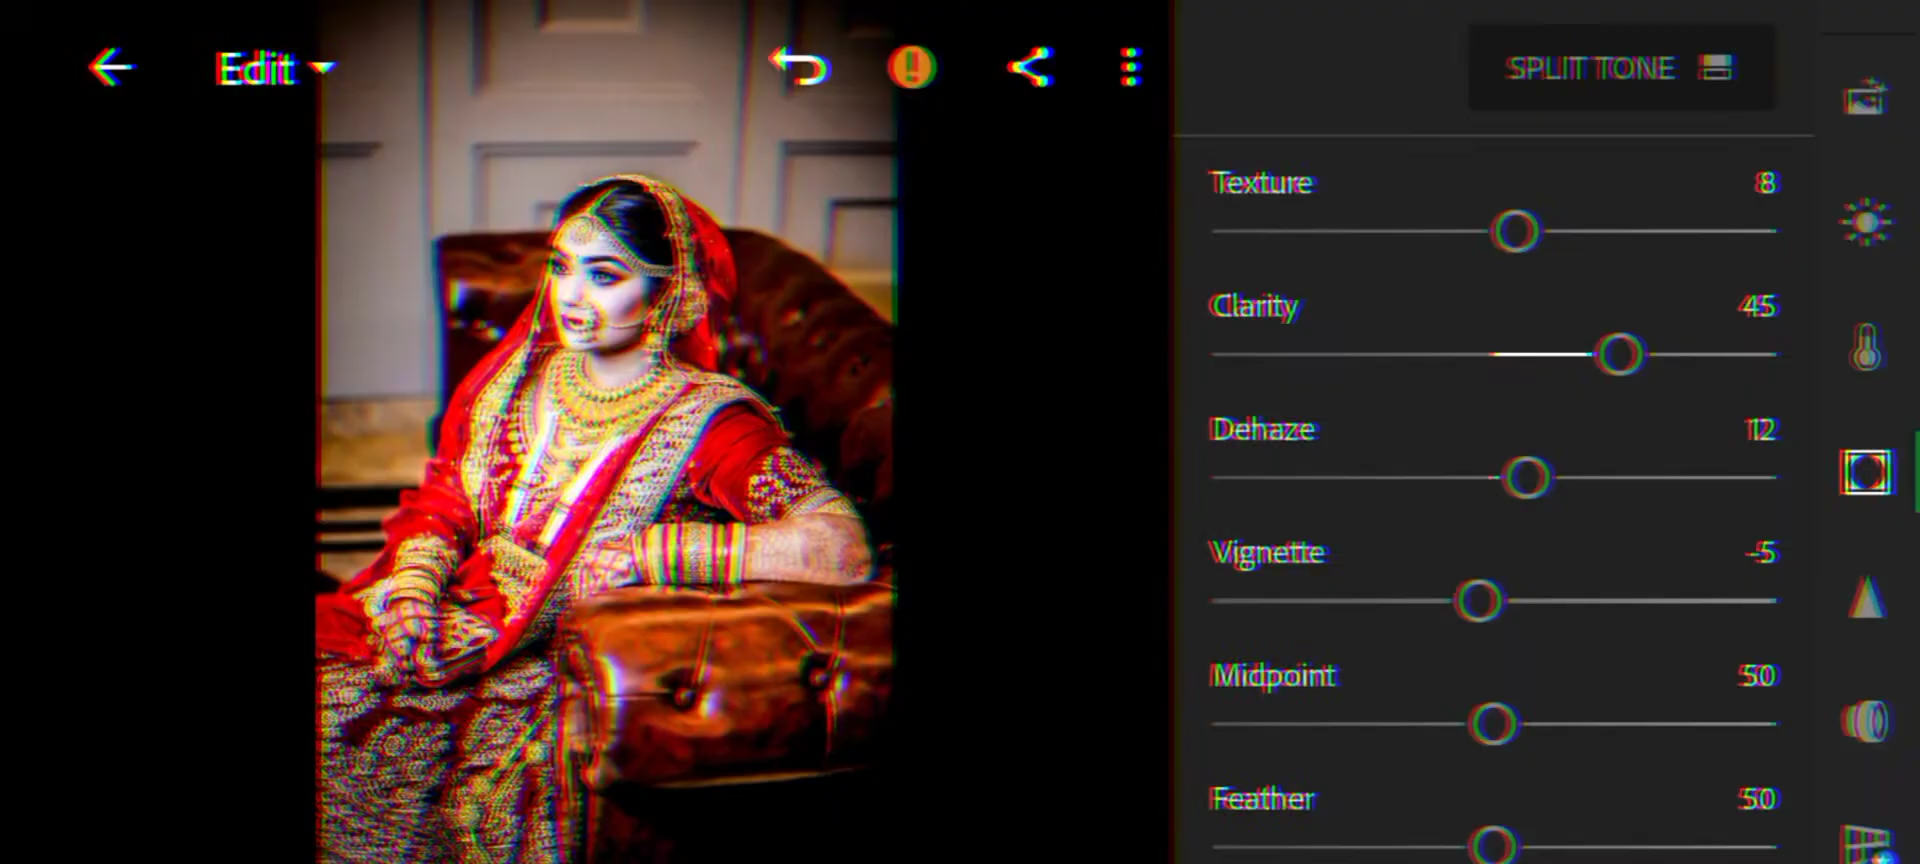 Edit
SPLIT TONE
Texture 8
Clarity 45
Dehaze 12
Vignette -5
Midpoint 50
Feather 50